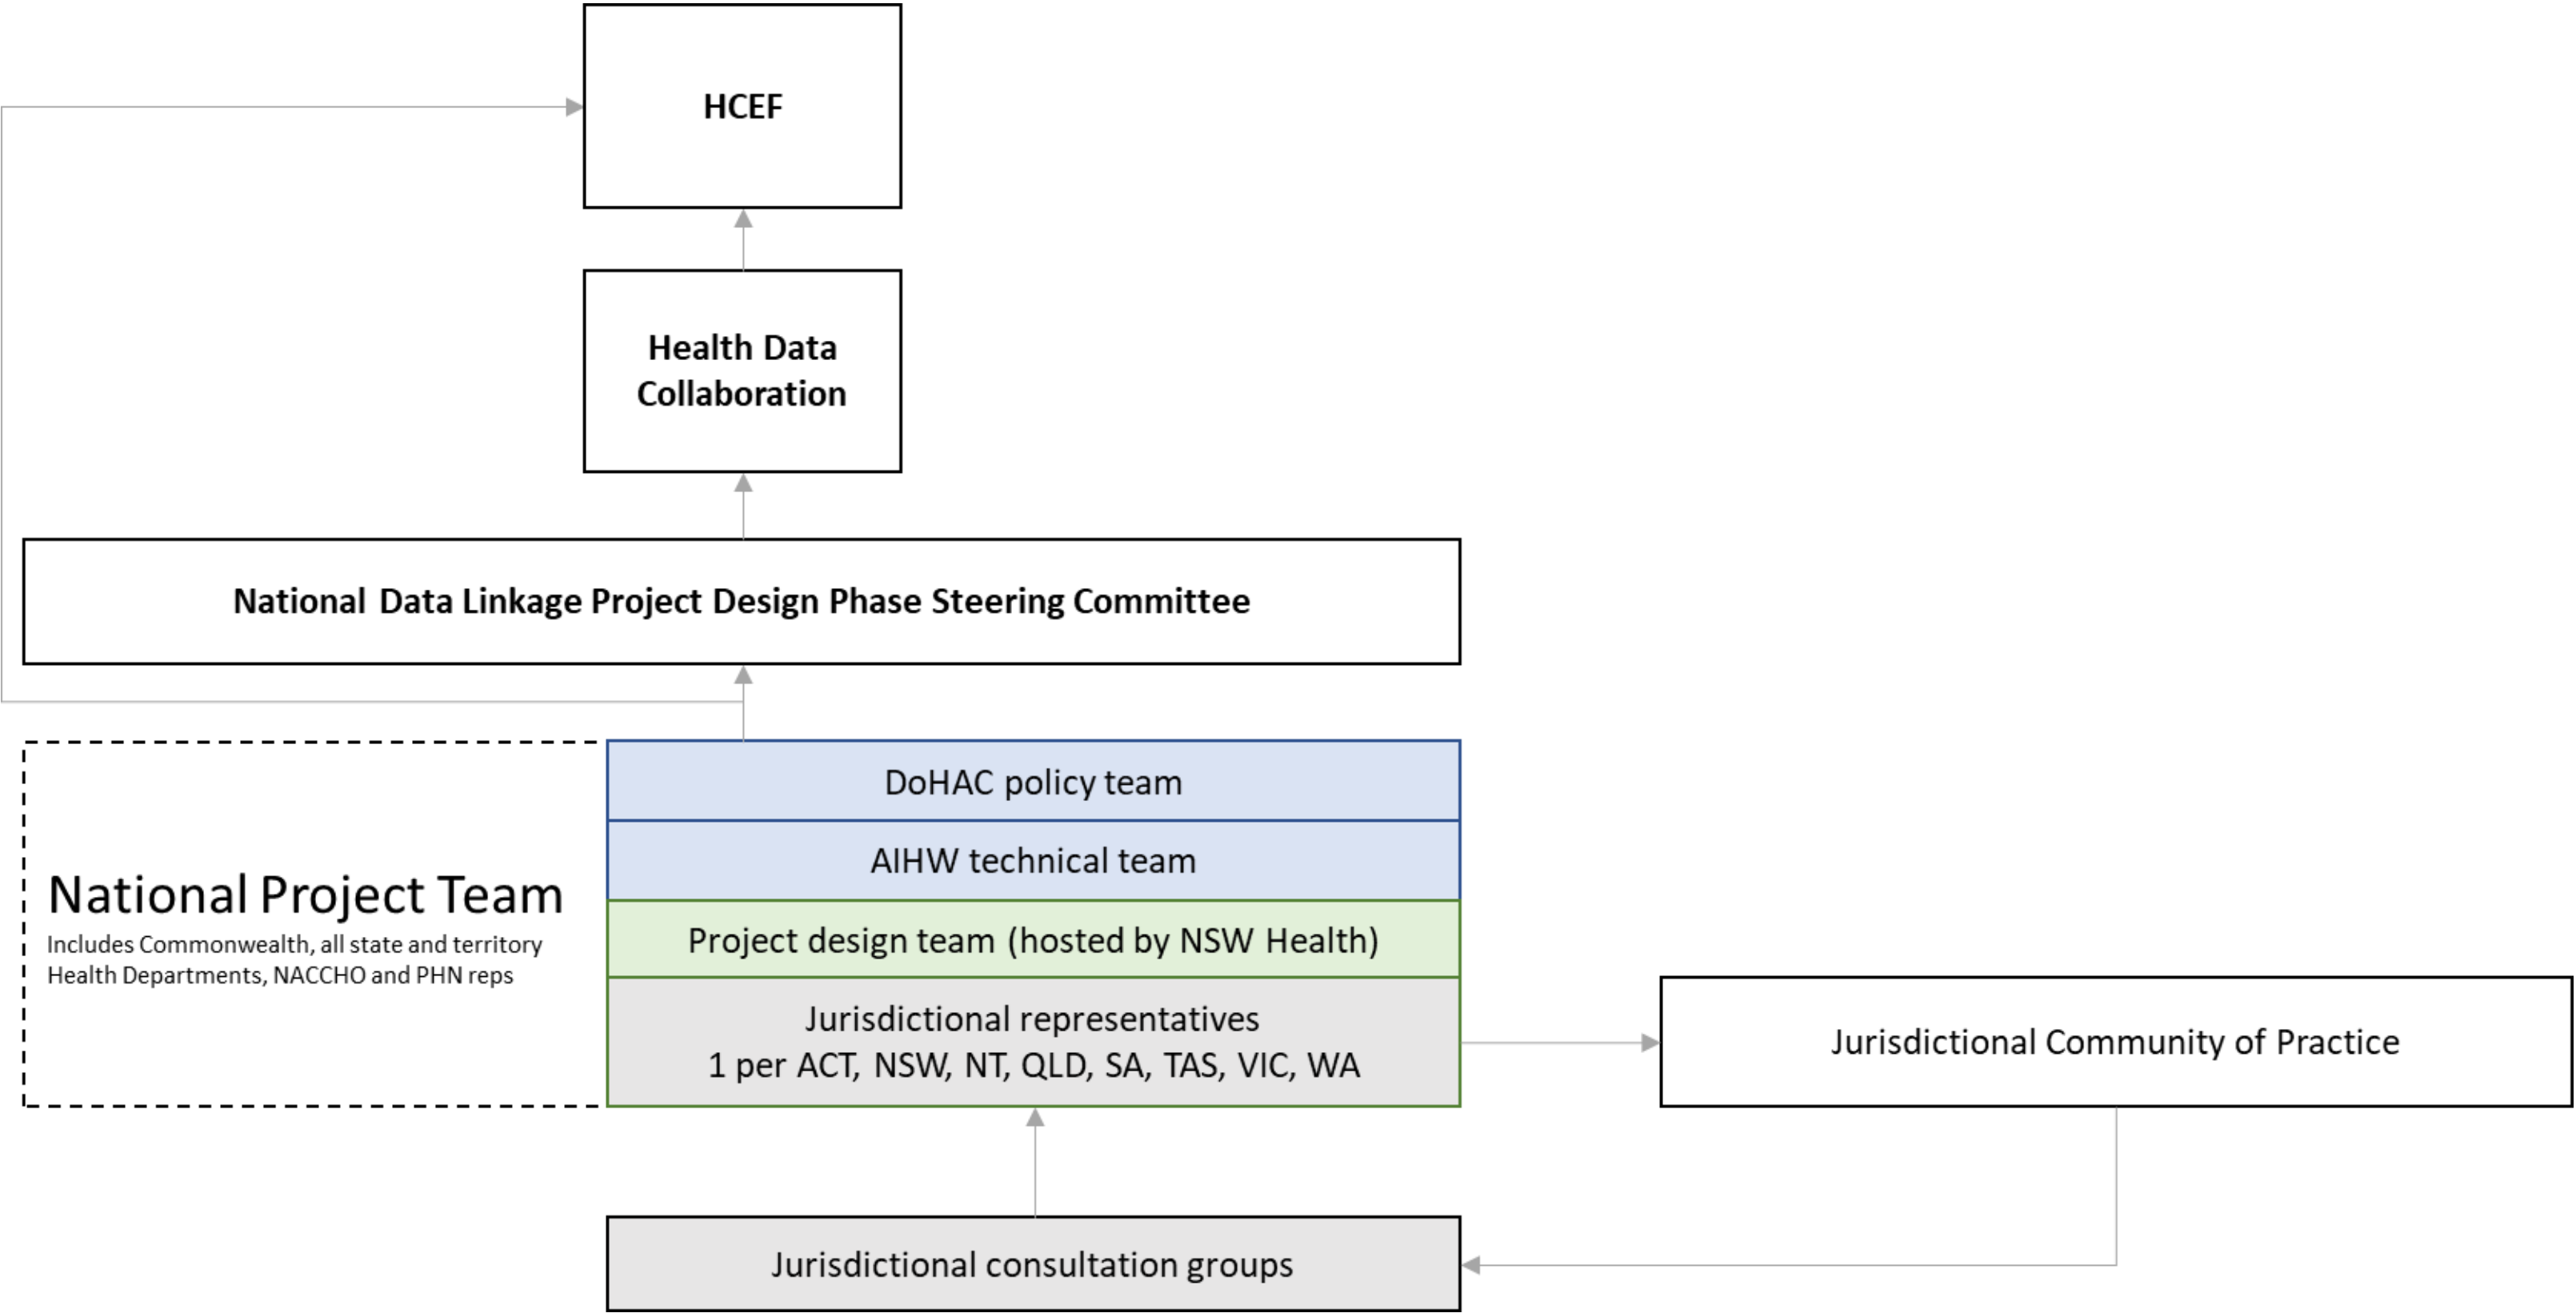 HCEF
Health Data
Collaboration
National Data Linkage Project Design Phase Steering Committee
National Project Team
Includes Commonwealth, all state and territory
Health Departments, NACCHO and PHN reps
DoHAC policy team
AIHW technical team
Project design team (hosted by NSW Health)
Jurisdictional representatives
1 per ACT, NSW, NT, QLD, SA, TAS, VIC, WA
Jurisdictional Community of Practice
Jurisdictional consultation groups